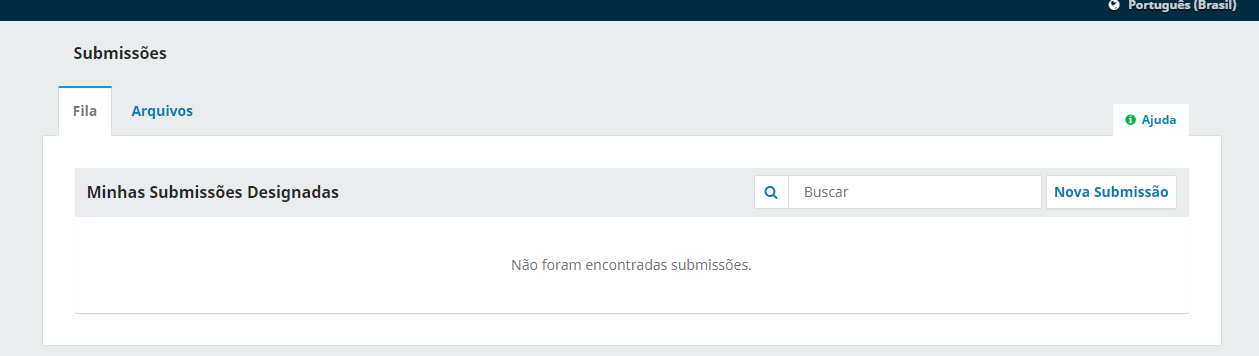 Português (Brasil)
Submissões
Fila Arquivos
Ajuda
Minhas Submissões Designadas Buscar Nova Submissão
Não foram encontradas submissões.